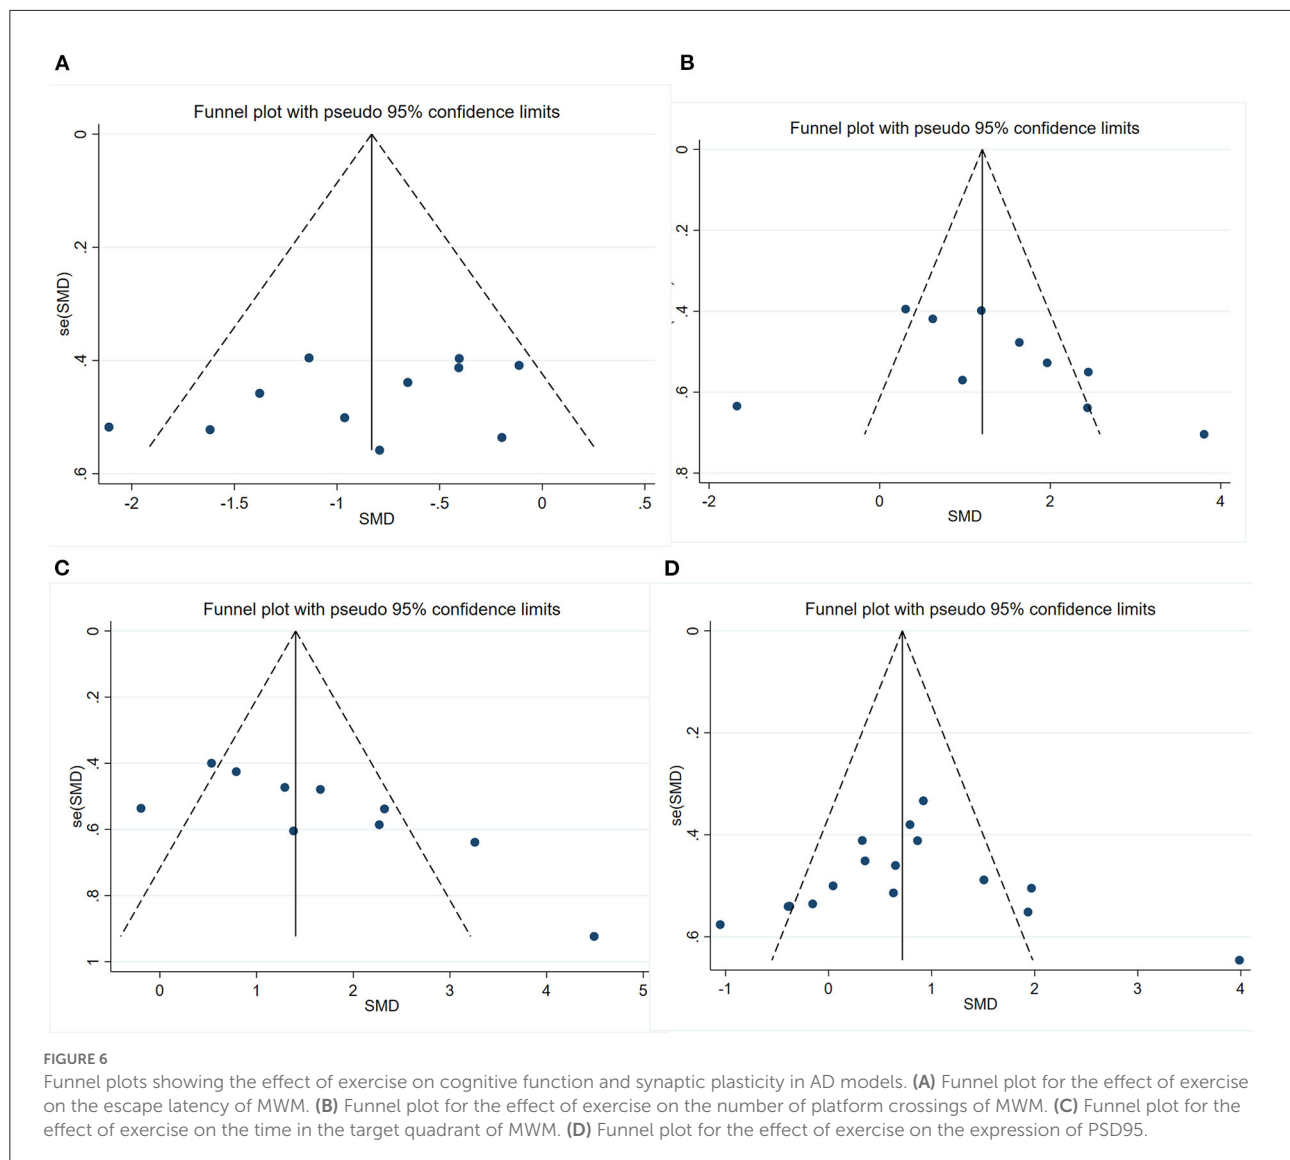 A
Funnel plot with pseudo 95% confidence limits
0
.2
.4
.6
se(SMD)
-2 -1.5 -1 -.5 0 .5
SMD
B
Funnel plot with pseudo 95% confidence limits
0
.2
.4
.6
.8
-2 0 2 4
SMD
C
Funnel plot with pseudo 95% confidence limits
0
.2
.4
.6
.8
1
se(SMD)
0 1 2 3 4 5
SMD
D
Funnel plot with pseudo 95% confidence limits
0
.2
.4
.6
se(SMD)
-1 0 1 2 3 4
SMD
FIGURE 6
Funnel plots showing the effect of exercise on cognitive function and synaptic plasticity in AD models. (A) Funnel plot for the effect of exercise
on the escape latency of MWM. (B) Funnel plot for the effect of exercise on the number of platform crossings of MWM. (C) Funnel plot for the
effect of exercise on the time in the target quadrant of MWM. (D) Funnel plot for the effect of exercise on the expression of PSD95.